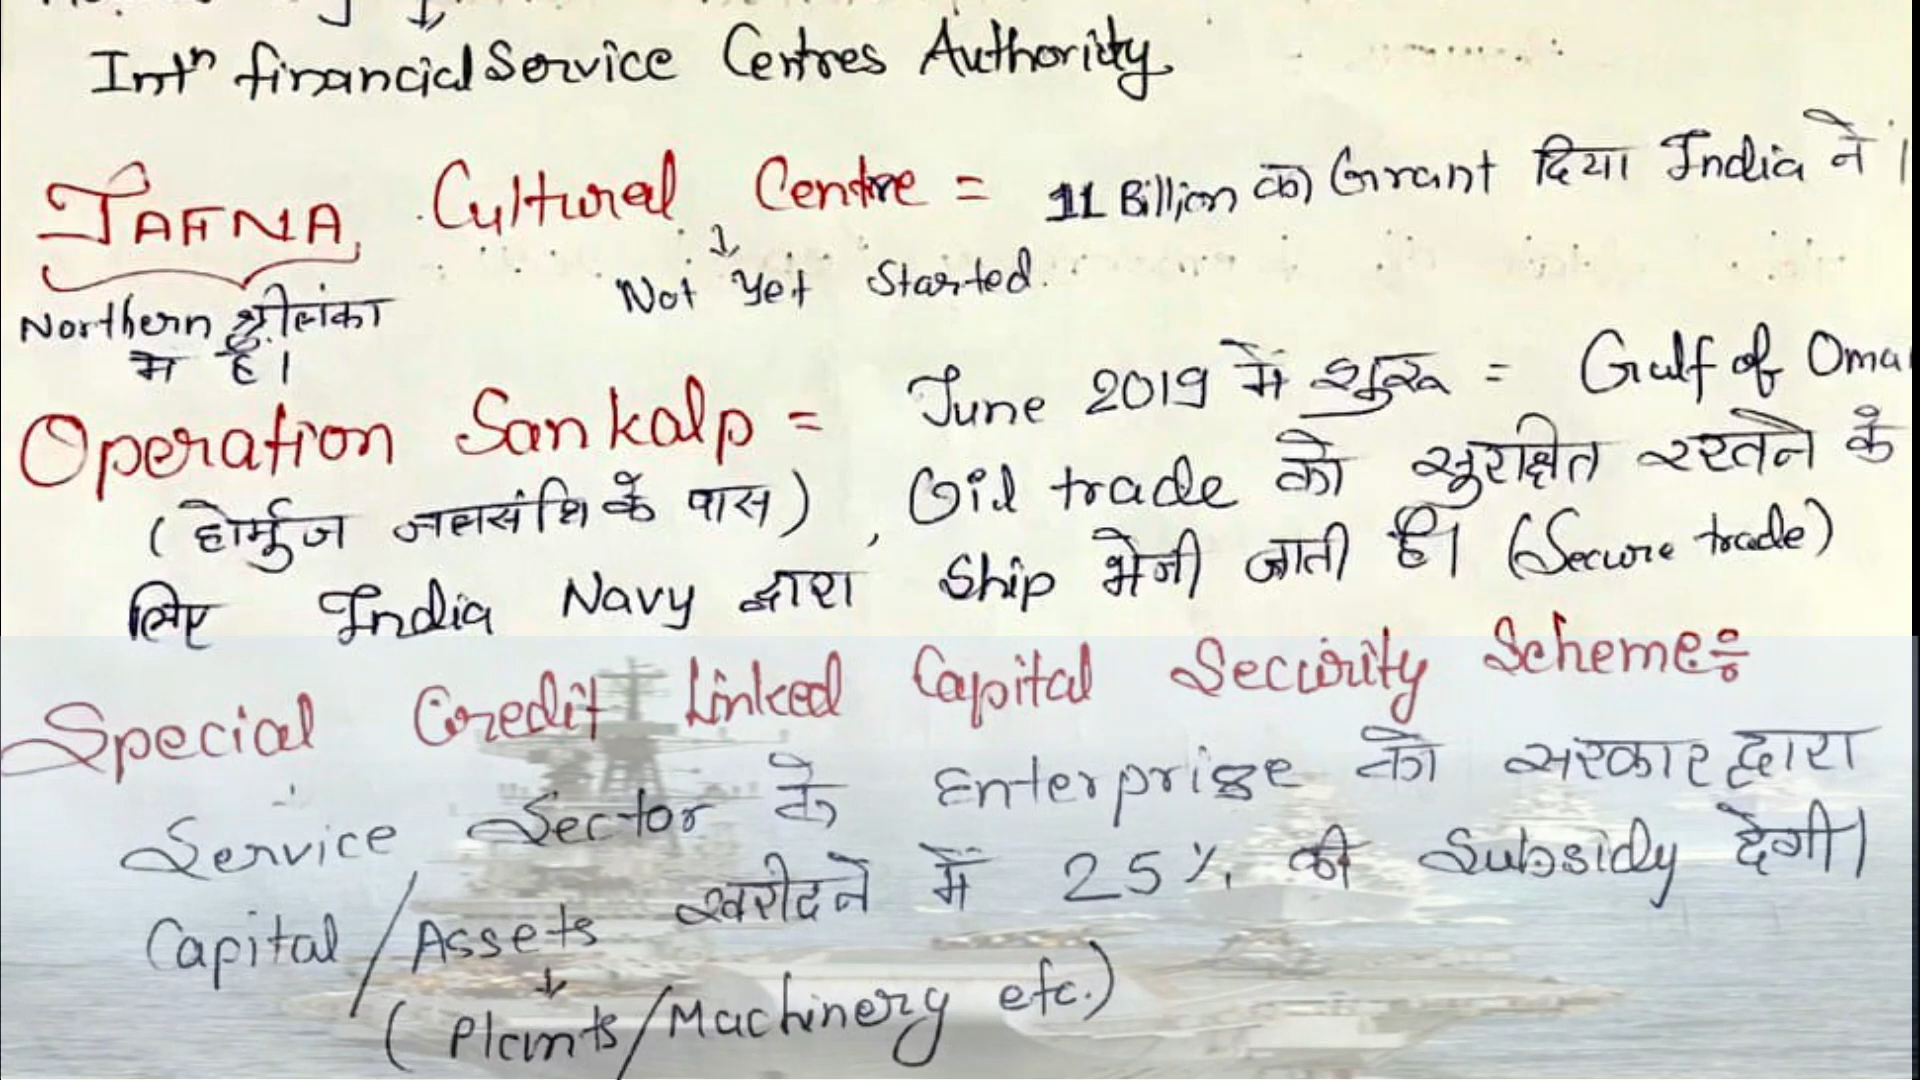 Intn financial Service Centres Authority
JAFNA Cultural Centre = 11 Billion का Grant दिया India ने।
Northern श्रीलंका में है।
↓ Not Yet Started.
Operation Sankalp = June 2019 में शुरू = Gulf of Oma
(होर्मुज जलसंधि के पास), Oil trade को सुरक्षित रखने के
लिए India Navy द्वारा Ship भेजी जाती है। (Secure trade)
Special Credit Linked Capital Security Scheme:
Service Sector के Enterprise को सरकार द्वारा
Capital/Assets खरीदने में 25% की Subsidy देगी।
↓
(Plants/Machinery etc.)